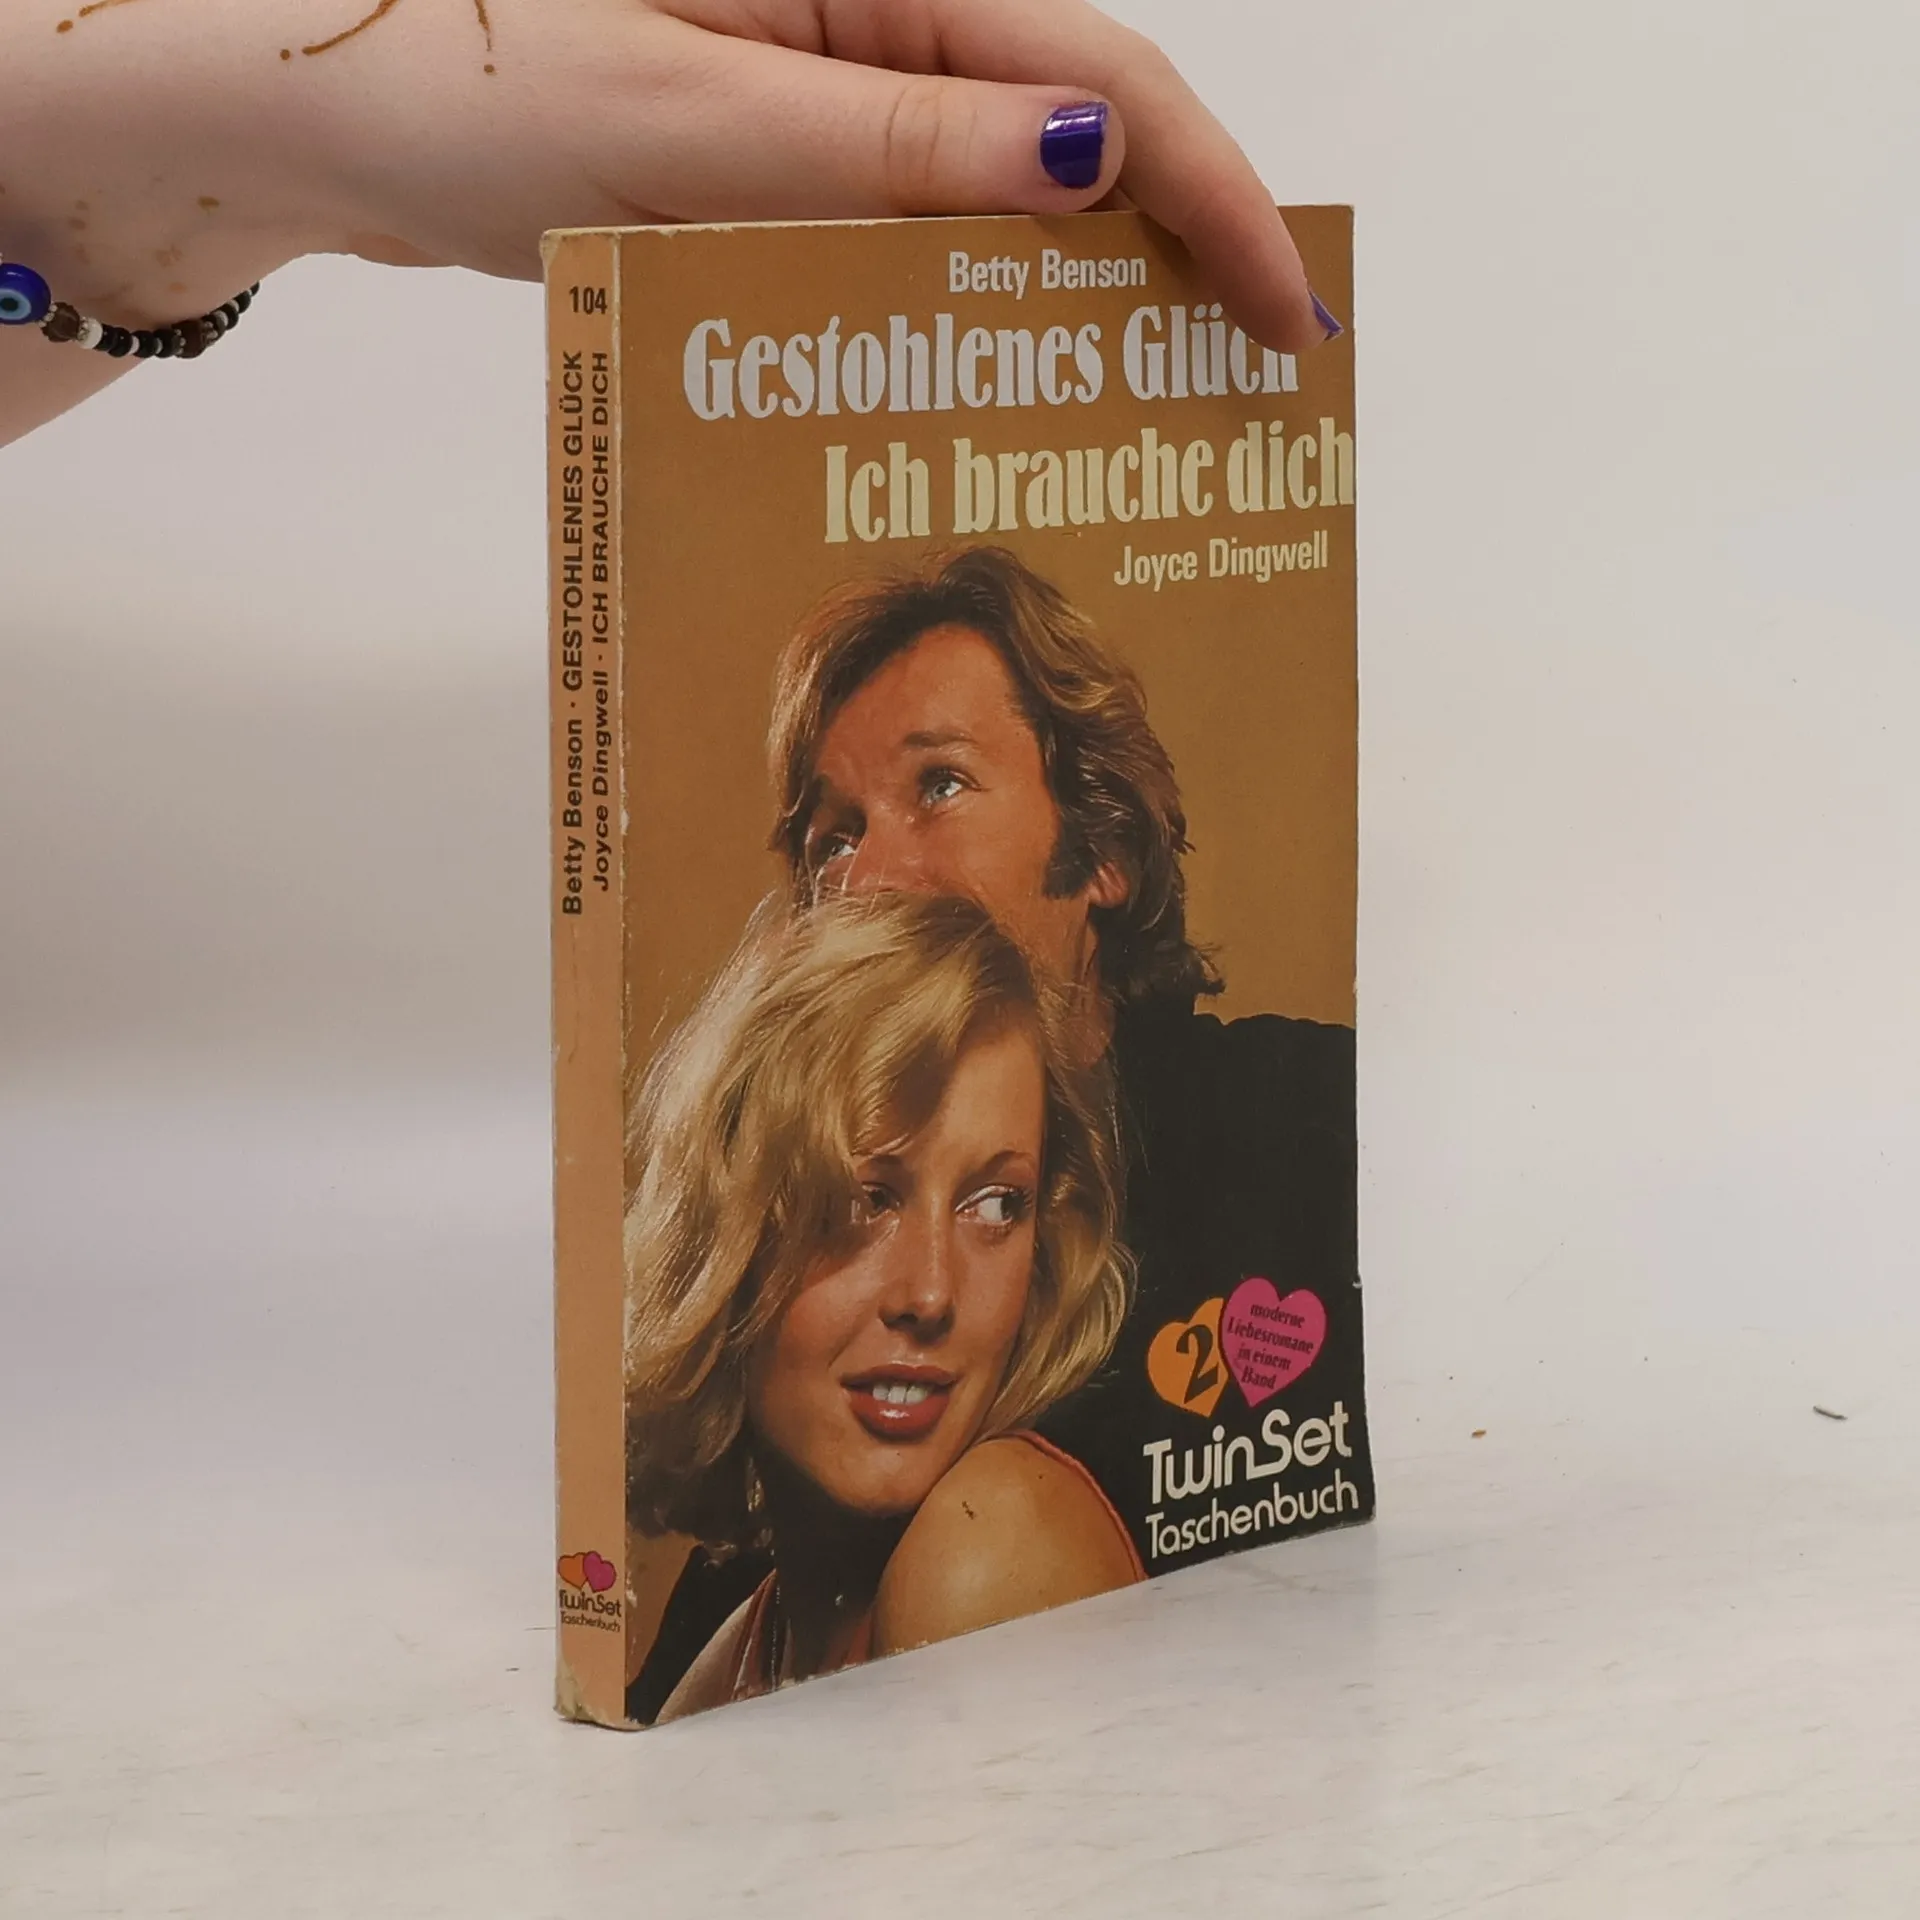 104
Betty Benson · GESTOHLENES GLÜCK
Joyce Dingwell · ICH BRAUCHE DICH
TwinSet
Taschenbuch
Betty Benson
Gestohlenes Glück
Ich brauche dich
Joyce Dingwell
2
moderne
Liebesromane
in einem
Band
TwinSet
Taschenbuch